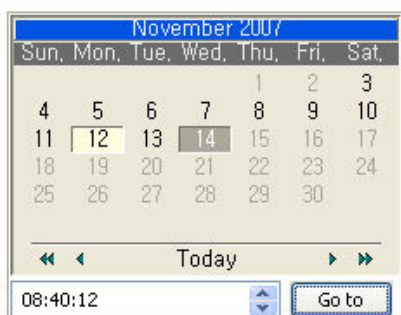 November 2007
Sun, Mon, Tue, Wed, Thu, Fri, Sat,
1 2 3
4 5 6 7 8 9 10
11 12 13 14 15 16 17
18 19 20 21 22 23 24
25 26 27 28 29 30
Today
08:40:12 Go to